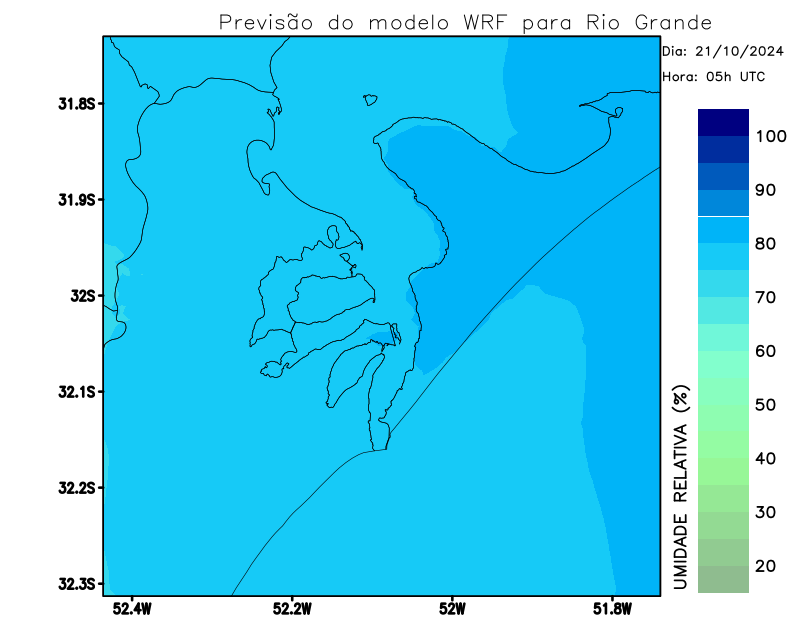 Previsão do modelo WRF para Rio Grande
Dia: 21/10/2024
Hora: 05h UTC
31.8S
31.9S
32S
32.1S
32.2S
32.3S
52.4W
52.2W
52W
51.8W
UMIDADE RELATIVA (%)
100
90
80
70
60
50
40
30
20